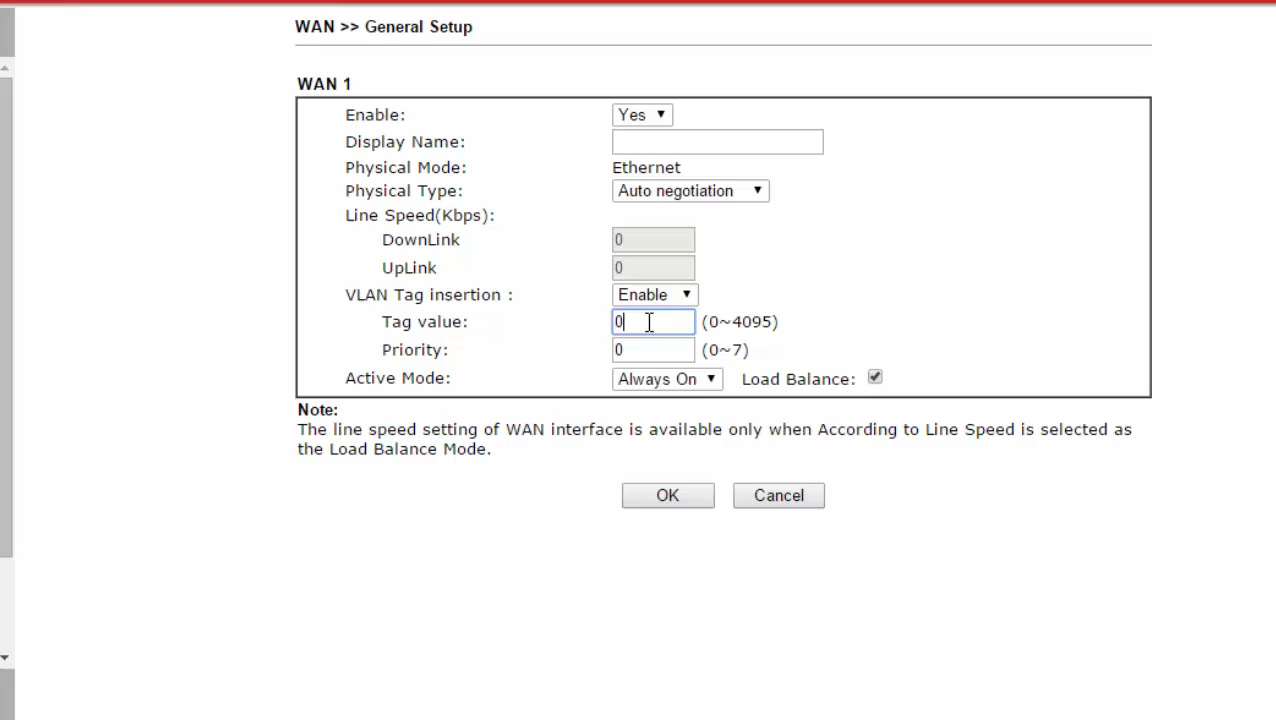 WAN >> General Setup
WAN 1
Enable: Yes
Display Name:
Physical Mode: Ethernet
Physical Type: Auto negotiation
Line Speed(Kbps):
DownLink 0
UpLink 0
VLAN Tag insertion : Enable
Tag value: 0 (0~4095)
Priority: 0 (0~7)
Active Mode: Always On Load Balance:
Note:
The line speed setting of WAN interface is available only when According to Line Speed is selected as
the Load Balance Mode.
OK Cancel